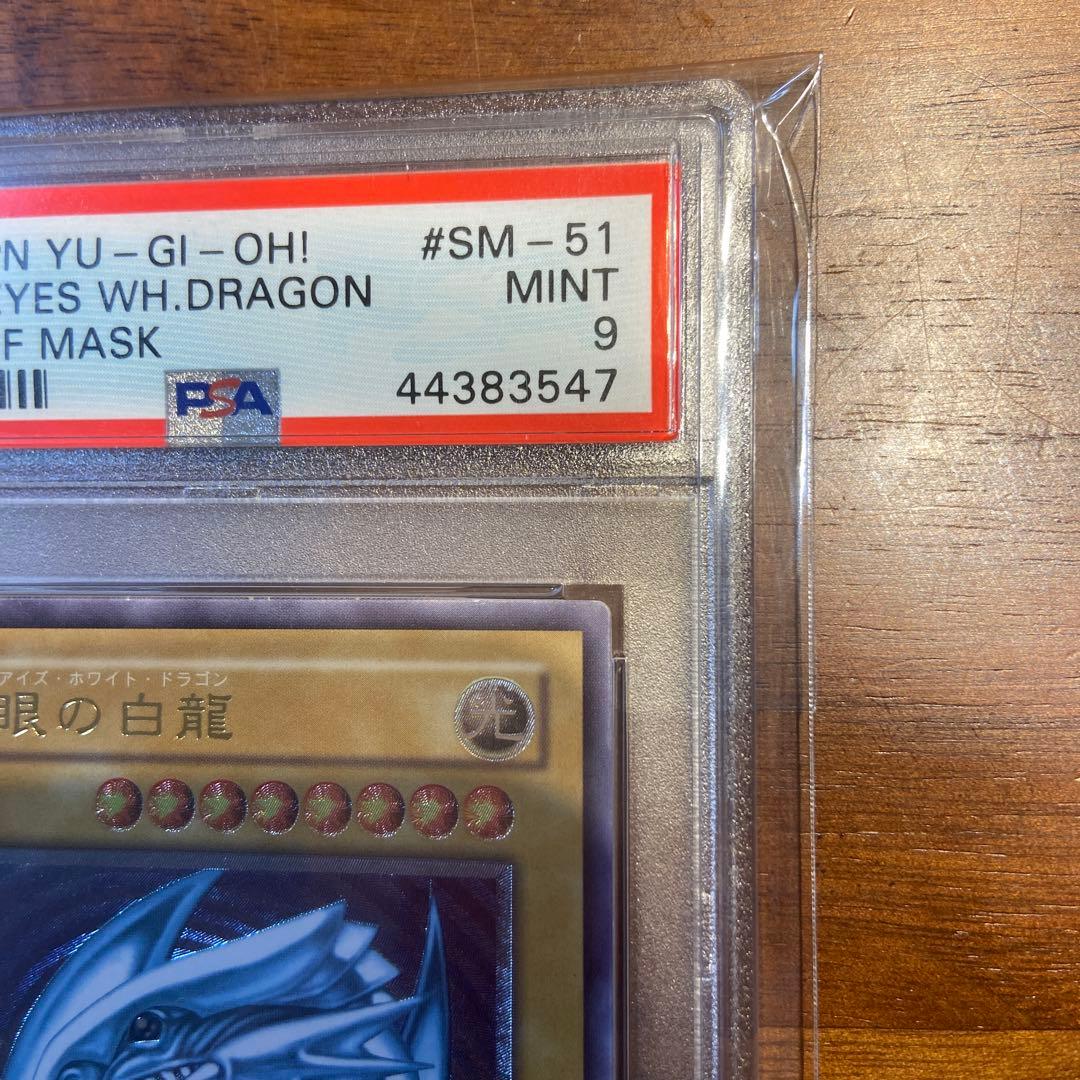 PN YU-GI-OH! #SM-51
EYES WH.DRAGON MINT
F MASK 9
PSA 44383547
アイズ・ホワイト・ドラゴン
眼の白龍 光